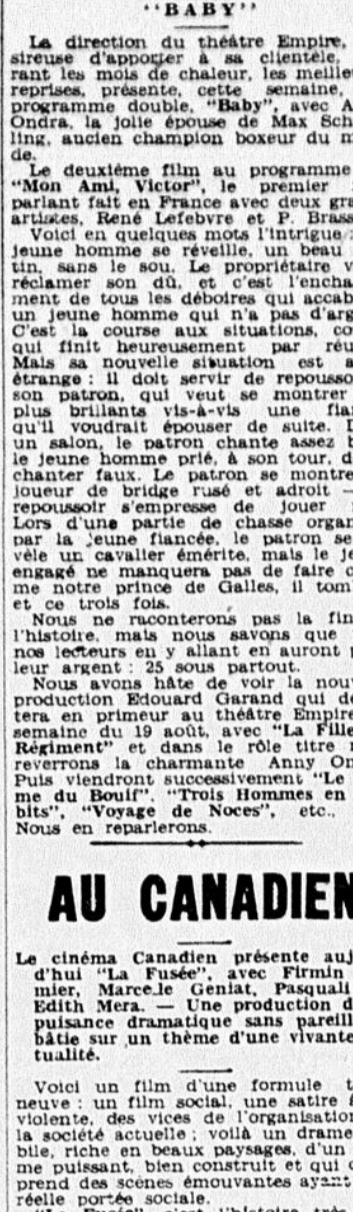 "BABY"
La direction du théâtre Empire,
sireuse d'apporter à sa clientèle,
rant les mois de chaleur, les meille
reprises, présente, cette semaine,
programme double, "Baby", avec A
Ondra, la jolie épouse de Max Sch
ling, ancien champion boxeur du m
de.
Le deuxième film au programme
"Mon Ami, Victor", le premier
parlant fait en France avec deux gra
artistes, René Lefebvre et P. Brass
Voici en quelques mots l'intrigue :
jeune homme se réveille, un beau
tin, sans le sou. Le propriétaire v
réclamer son dû, et c'est l'encha
ment de tous les déboires qui accab
un jeune homme qui n'a pas d'arg
C'est la course aux situations, co
qui finit heureusement par réu
Mais sa nouvelle situation est a
étrange : il doit servir de repousso
son patron, qui veut se montrer
plus brillants vis-à-vis une fia
qu'il voudrait épouser de suite. D
un salon, le patron chante assez b
le jeune homme prié, à son tour, d
chanter faux. Le patron se montre
joueur de bridge rusé et adroit —
repoussoir s'empresse de jouer
Lors d'une partie de chasse organ
par la jeune fiancée, le patron se
vèle un cavalier émérite, mais le je
engagé ne manquera pas de faire c
me notre prince de Galles, il tom
et ce trois fois.
Nous ne raconterons pas la fin
l'histoire, mais nous savons que
nos lecteurs en y allant en auront p
leur argent : 25 sous partout.
Nous avons hâte de voir la nouv
production Edouard Garand qui dé
tera en primeur au théâtre Empire
semaine du 19 août, avec "La Fille
Régiment" et dans le rôle titre n
reverrons la charmante Anny On
Puis viendront successivement "Le
me du Bouif", "Trois Hommes en
bits", "Voyage de Noces", etc.,
Nous en reparlerons.
AU CANADIEN
Le cinéma Canadien présente auj
d'hui "La Fusée", avec Firmin
mier, Marcelle Geniat, Pasquali
Edith Mera. — Une production d
puisance dramatique sans pareil
bâtie sur un thème d'une vivante
tualité.
Voici un film d'une formule t
neuve : un film social, une satire â
violente, des vices de l'organisation
la société actuelle ; voilà un drame
bile, riche en beaux paysages, d'un
me puissant, bien construit et qui c
prend des scènes émouvantes ayant
réelle portée sociale.